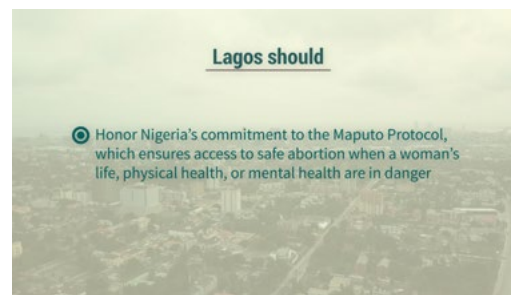 Lagos should
Honor Nigeria's commitment to the Maputo Protocol,
which ensures access to safe abortion when a woman's
life, physical health, or mental health are in danger